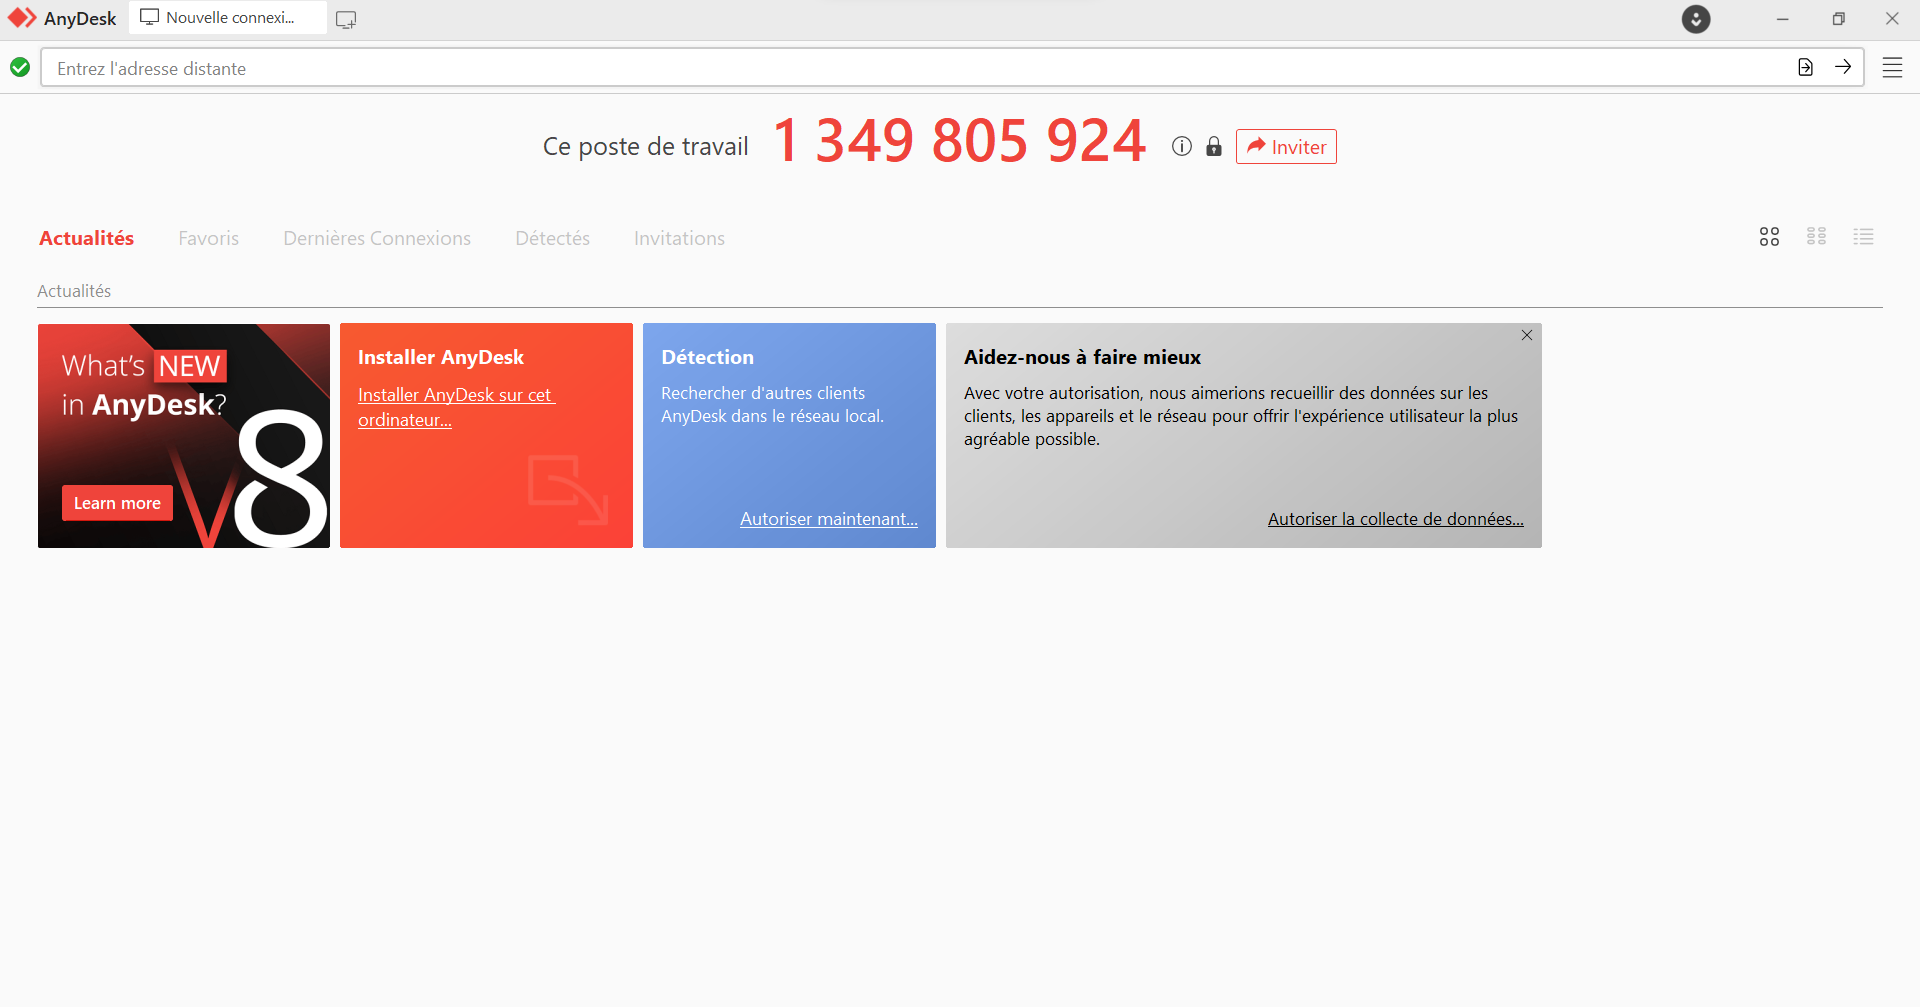 AnyDesk
Nouvelle connexi...
Entrez l'adresse distante
Ce poste de travail 1 349 805 924 Inviter
Actualités Favoris Dernières Connexions Détectés Invitations
Actualités
What's NEW
in AnyDesk?
V8
Learn more
Installer AnyDesk
Installer AnyDesk sur cet
ordinateur...
Détection
Rechercher d'autres clients
AnyDesk dans le réseau local.
Autoriser maintenant...
Aidez-nous à faire mieux
Avec votre autorisation, nous aimerions recueillir des données sur les
clients, les appareils et le réseau pour offrir l'expérience utilisateur la plus
agréable possible.
Autoriser la collecte de données...